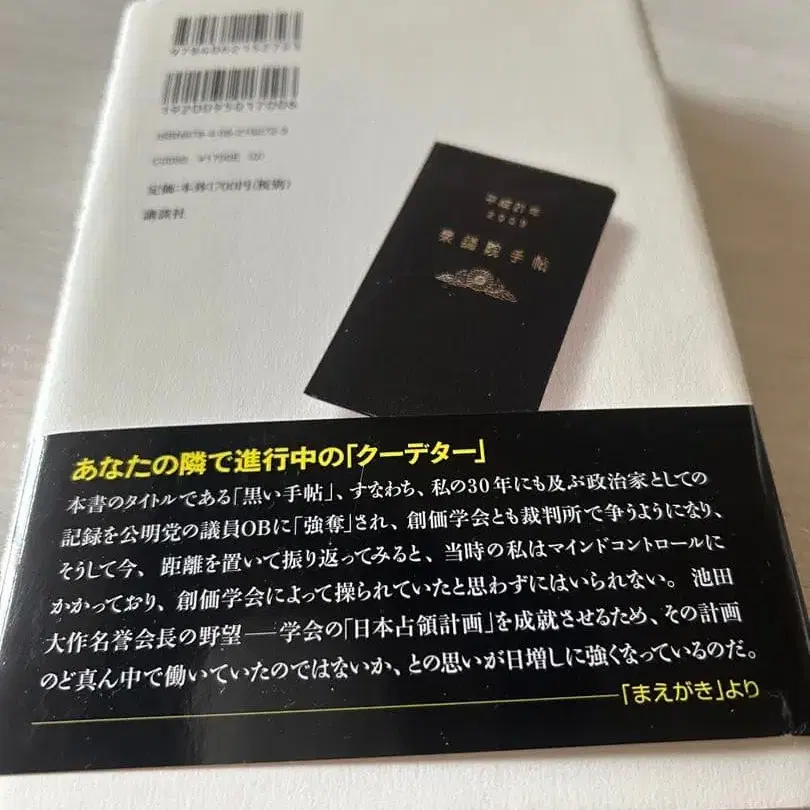 定価:本体1700円(税別)
講談社
平成21年
2009
衆議院手帖
あなたの隣で進行中の「クーデター」
本書のタイトルである「黒い手帖」、すなわち、私の30年にも及ぶ政治家としての
記録を公明党の議員OBに「強奪」され、創価学会とも裁判所で争うようになり、
そうして今、距離を置いて振り返ってみると、当時の私はマインドコントロールに
かかっており、創価学会によって操られていたと思わずにはいられない。池田
大作名誉会長の野望――学会の「日本占領計画」を成就させるため、その計画
のど真ん中で働いていたのではないか、との思いが日増しに強くなっているのだ。
「まえがき」より